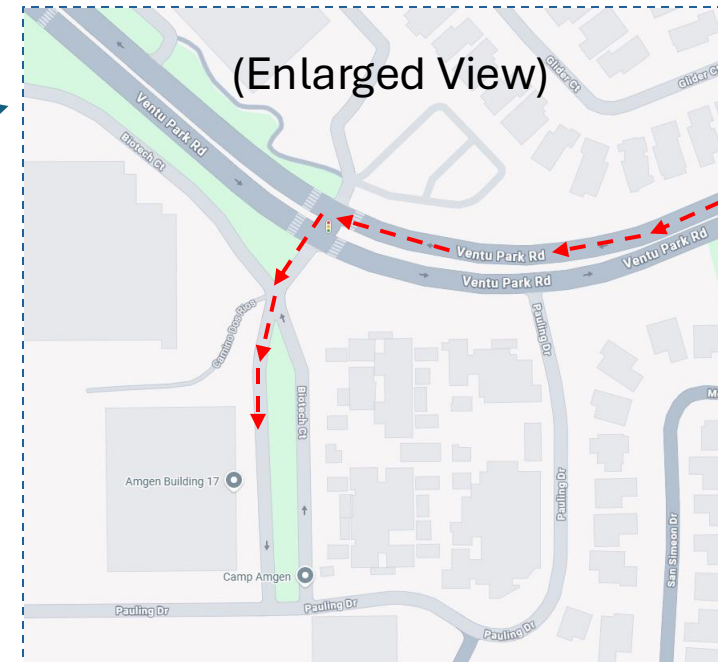 (Enlarged View)
Glider Ct
Glider Ct
Ventu Park Rd
Biotech Ct
Ventu Park Rd
Ventu Park Rd
Ventu Park Rd
Camino Dos Rios
Pauling Dr
Biotech Ct
Amgen Building 17
Pauling Dr
San Simeon Dr
Camp Amgen
Pauling Dr
Pauling Dr
Pauling Dr